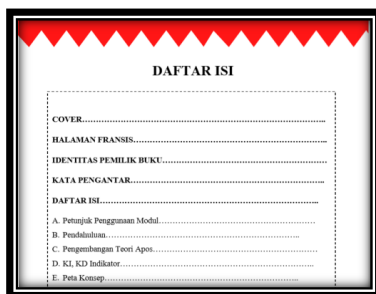 DAFTAR ISI
COVER.......................................................................................
HALAMAN FRANSIS.....................................................................
IDENTITAS PEMILIK BUKU..........................................................
KATA PENGANTAR.....................................................................
DAFTAR ISI...............................................................................
A. Petunjuk Penggunaan Modul......................................................
B. Pendahuluan..........................................................................
C. Pengembangan Teori Apos........................................................
D. KI, KD Indikator.....................................................................
E. Peta Konsep...........................................................................